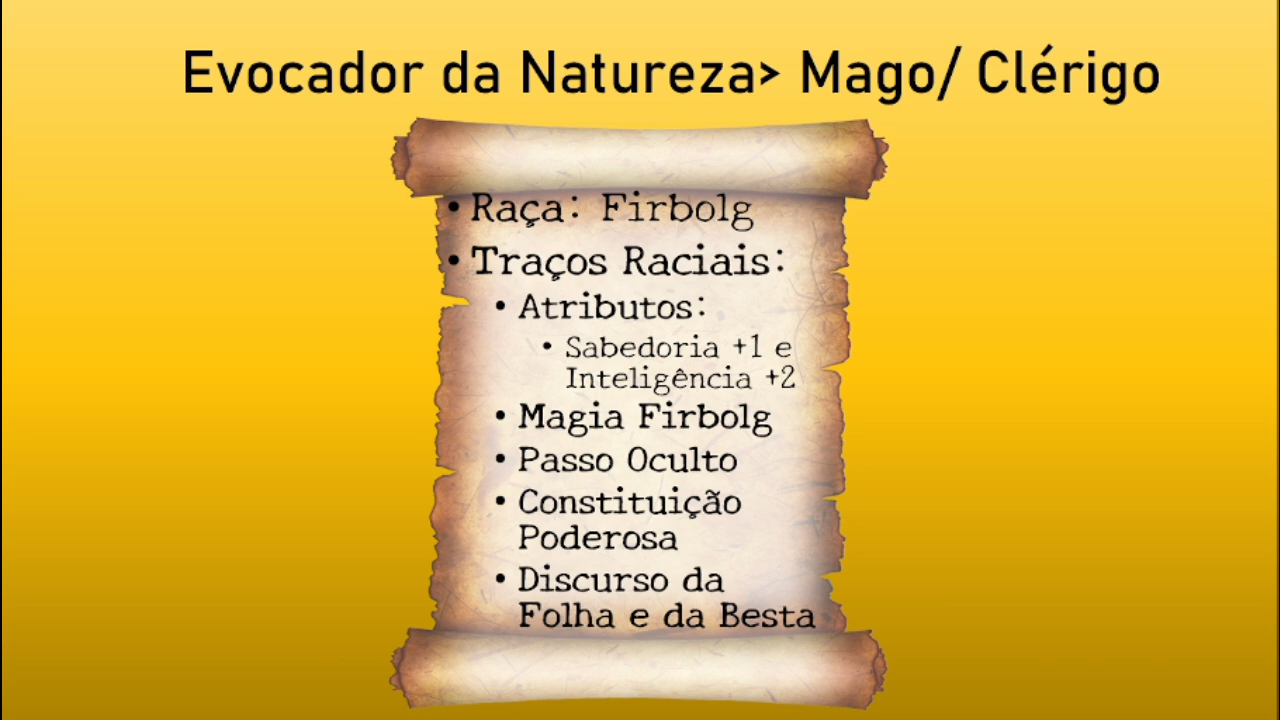 Evocador da Natureza> Mago/ Clérigo
• Raça: Firbolg
• Traços Raciais:
• Atributos:
• Sabedoria +1 e
Inteligência +2
• Magia Firbolg
• Passo Oculto
• Constituição
Poderosa
• Discurso da
Folha e da Besta